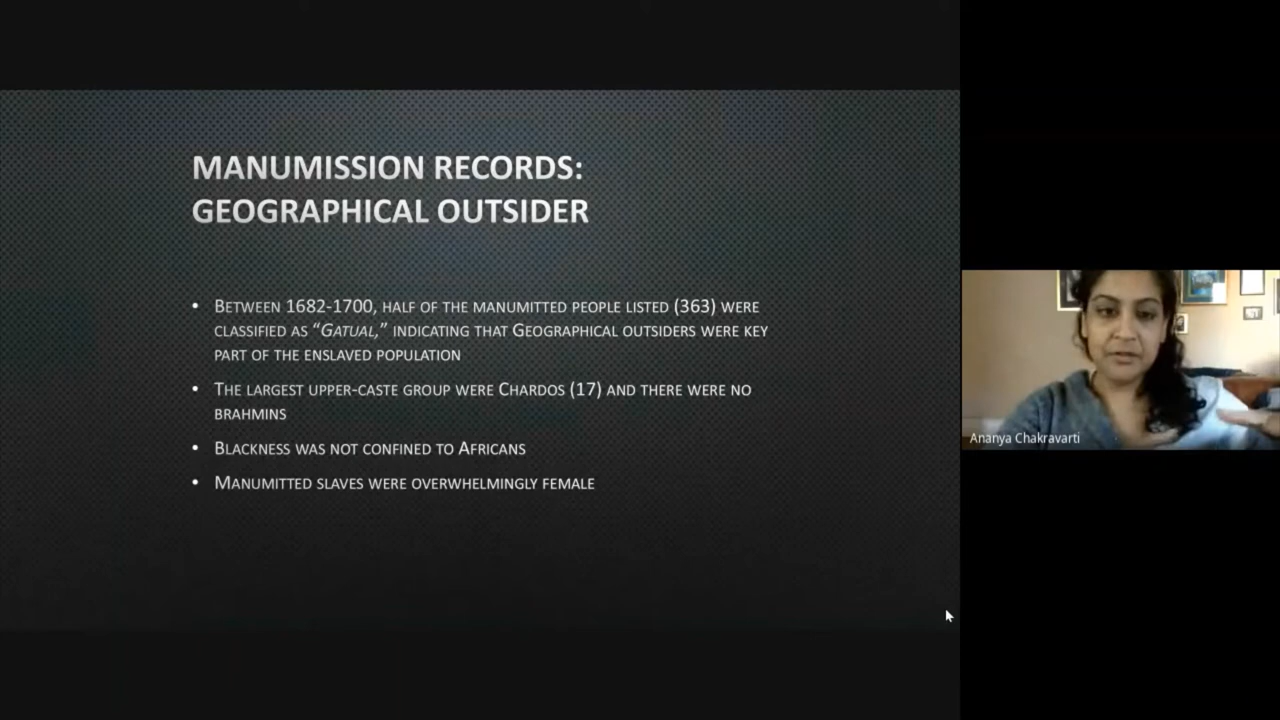 MANUMISSION RECORDS:
GEOGRAPHICAL OUTSIDER
• BETWEEN 1682-1700, HALF OF THE MANUMITTED PEOPLE LISTED (363) WERE
CLASSIFIED AS “GATUAL,” INDICATING THAT GEOGRAPHICAL OUTSIDERS WERE KEY
PART OF THE ENSLAVED POPULATION
• THE LARGEST UPPER-CASTE GROUP WERE CHARDOS (17) AND THERE WERE NO
BRAHMINS
• BLACKNESS WAS NOT CONFINED TO AFRICANS
• MANUMITTED SLAVES WERE OVERWHELMINGLY FEMALE
Ananya Chakravarti